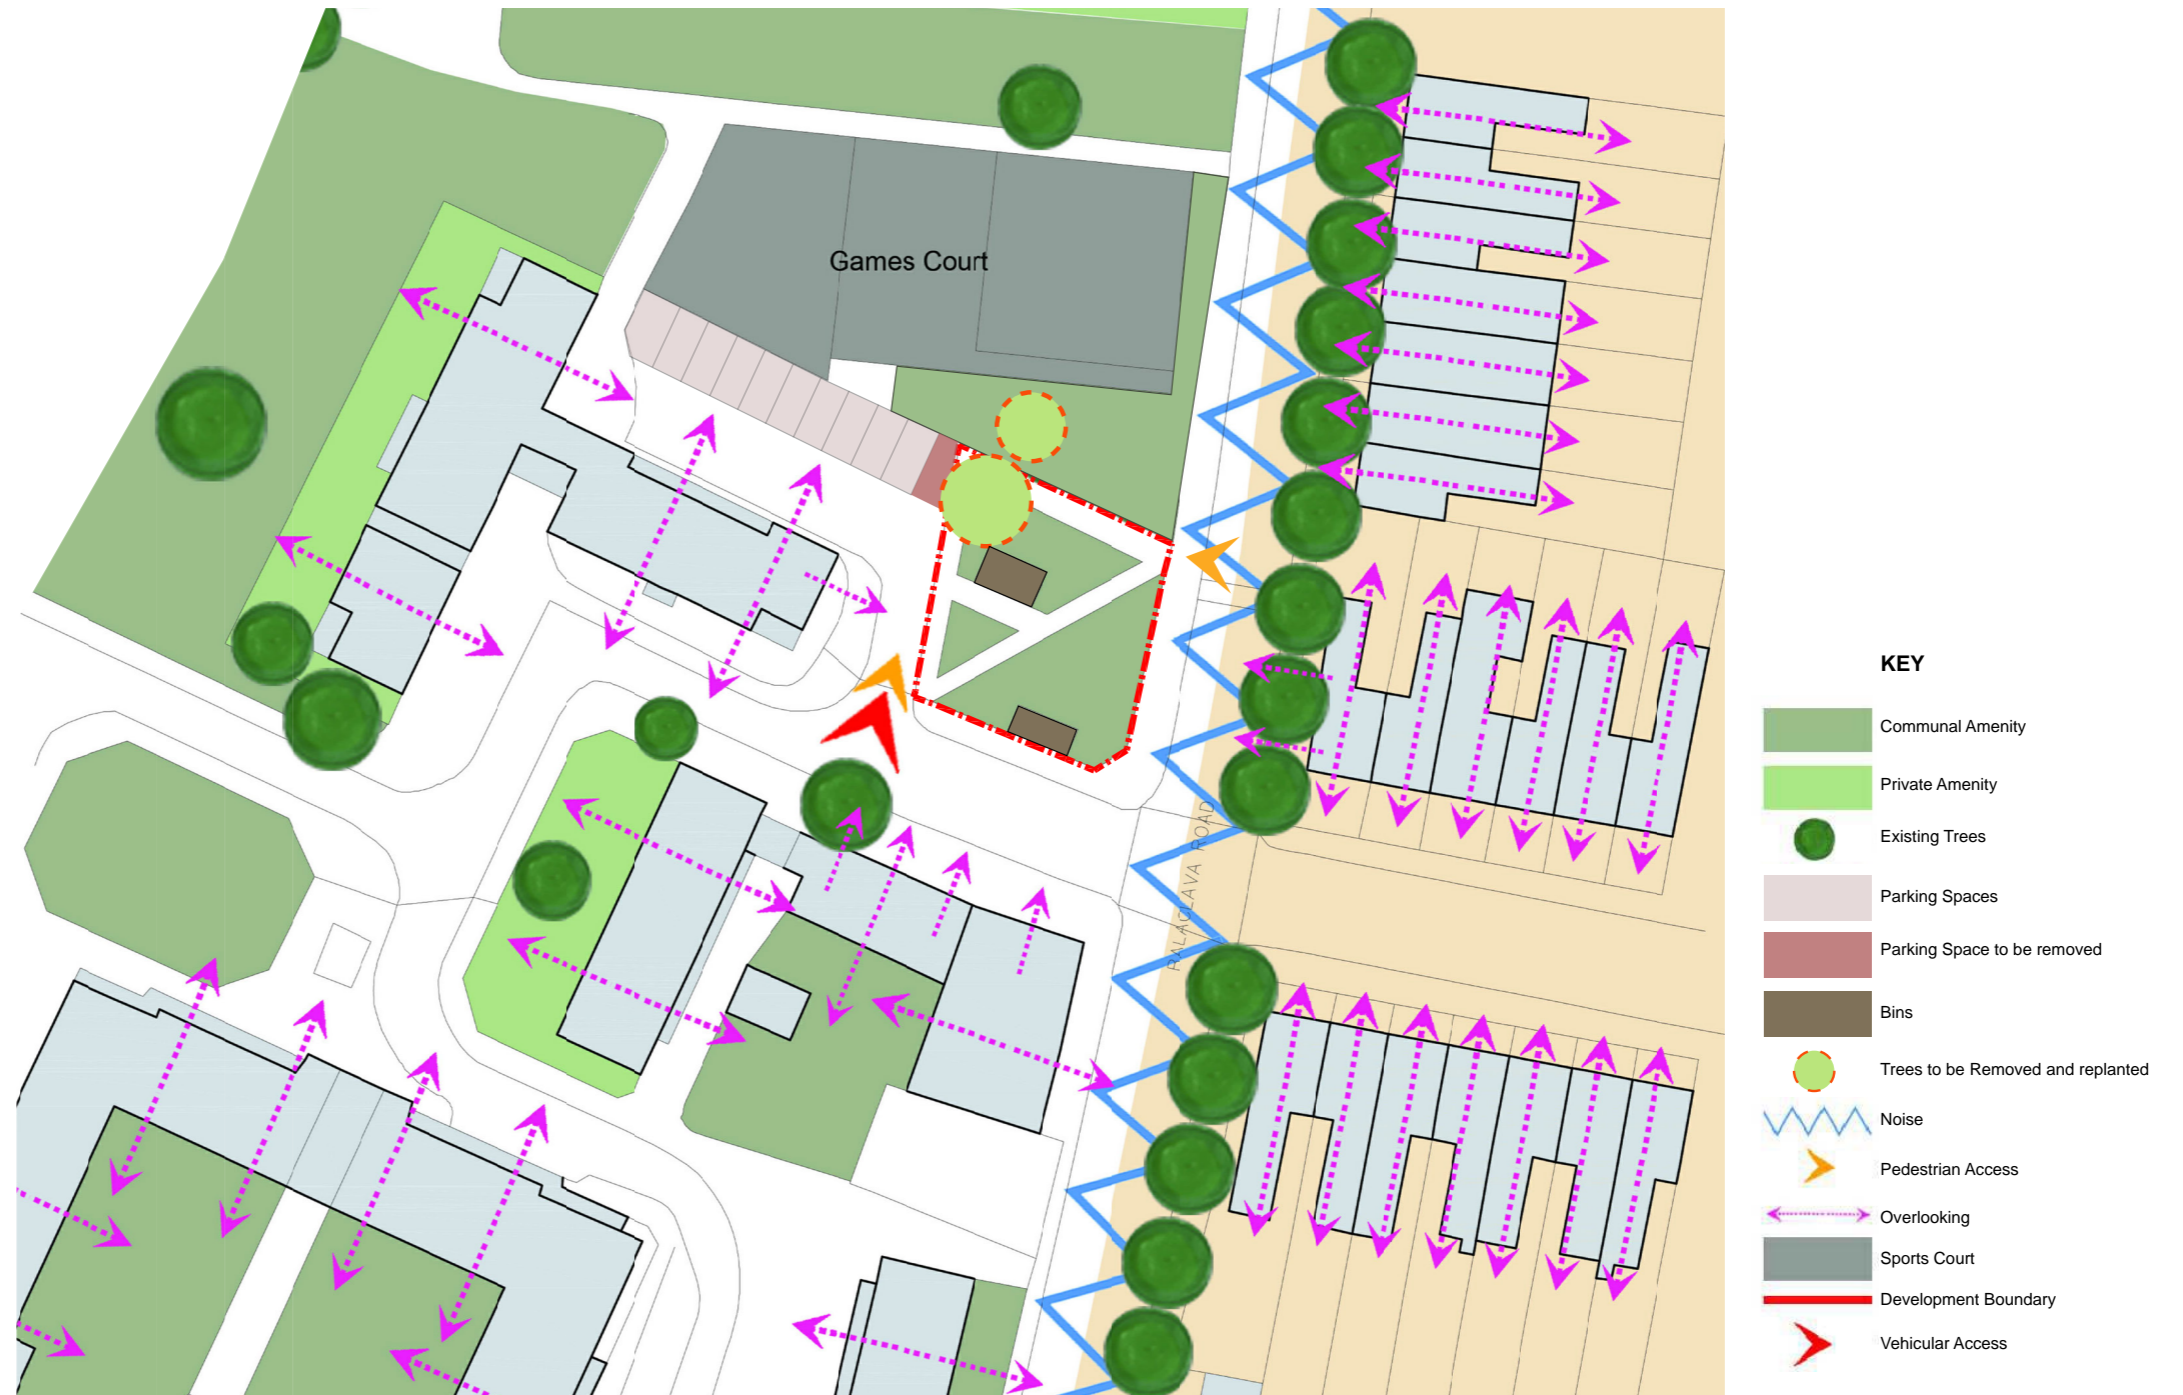 Games Court
BALACLAVA ROAD
KEY
Communal Amenity
Private Amenity
Existing Trees
Parking Spaces
Parking Space to be removed
Bins
Trees to be Removed and replanted
Noise
Pedestrian Access
Overlooking
Sports Court
Development Boundary
Vehicular Access